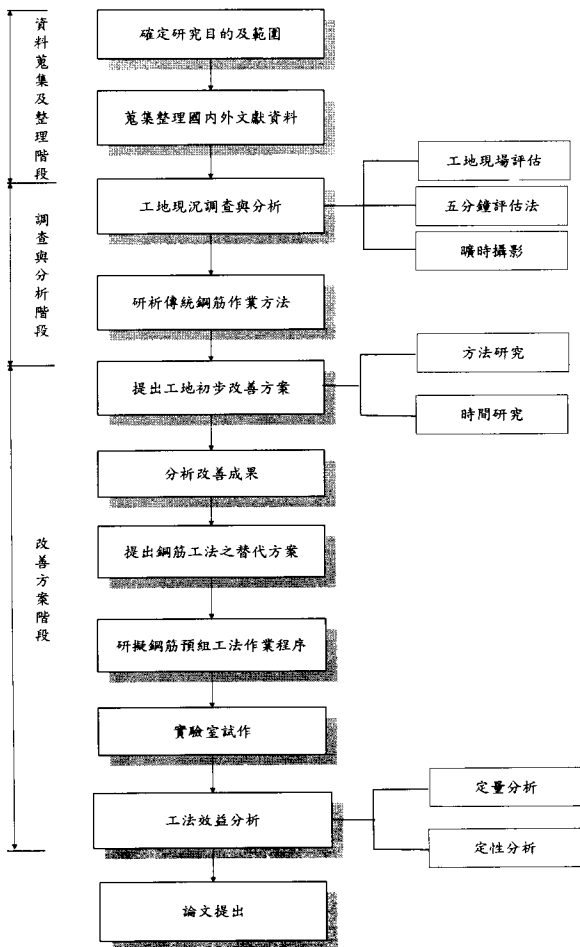 資料蒐集及整理階段
確定研究目的及範圍
蒐集整理國內外文獻資料
調查與分析階段
工地現況調查與分析
工地現場評估
五分鐘評估法
曠時攝影
研析傳統鋼筋作業方法
改善方案階段
提出工地初步改善方案
方法研究
時間研究
分析改善成果
提出鋼筋工法之替代方案
研擬鋼筋預組工法作業程序
實驗室試作
工法效益分析
定量分析
定性分析
論文提出